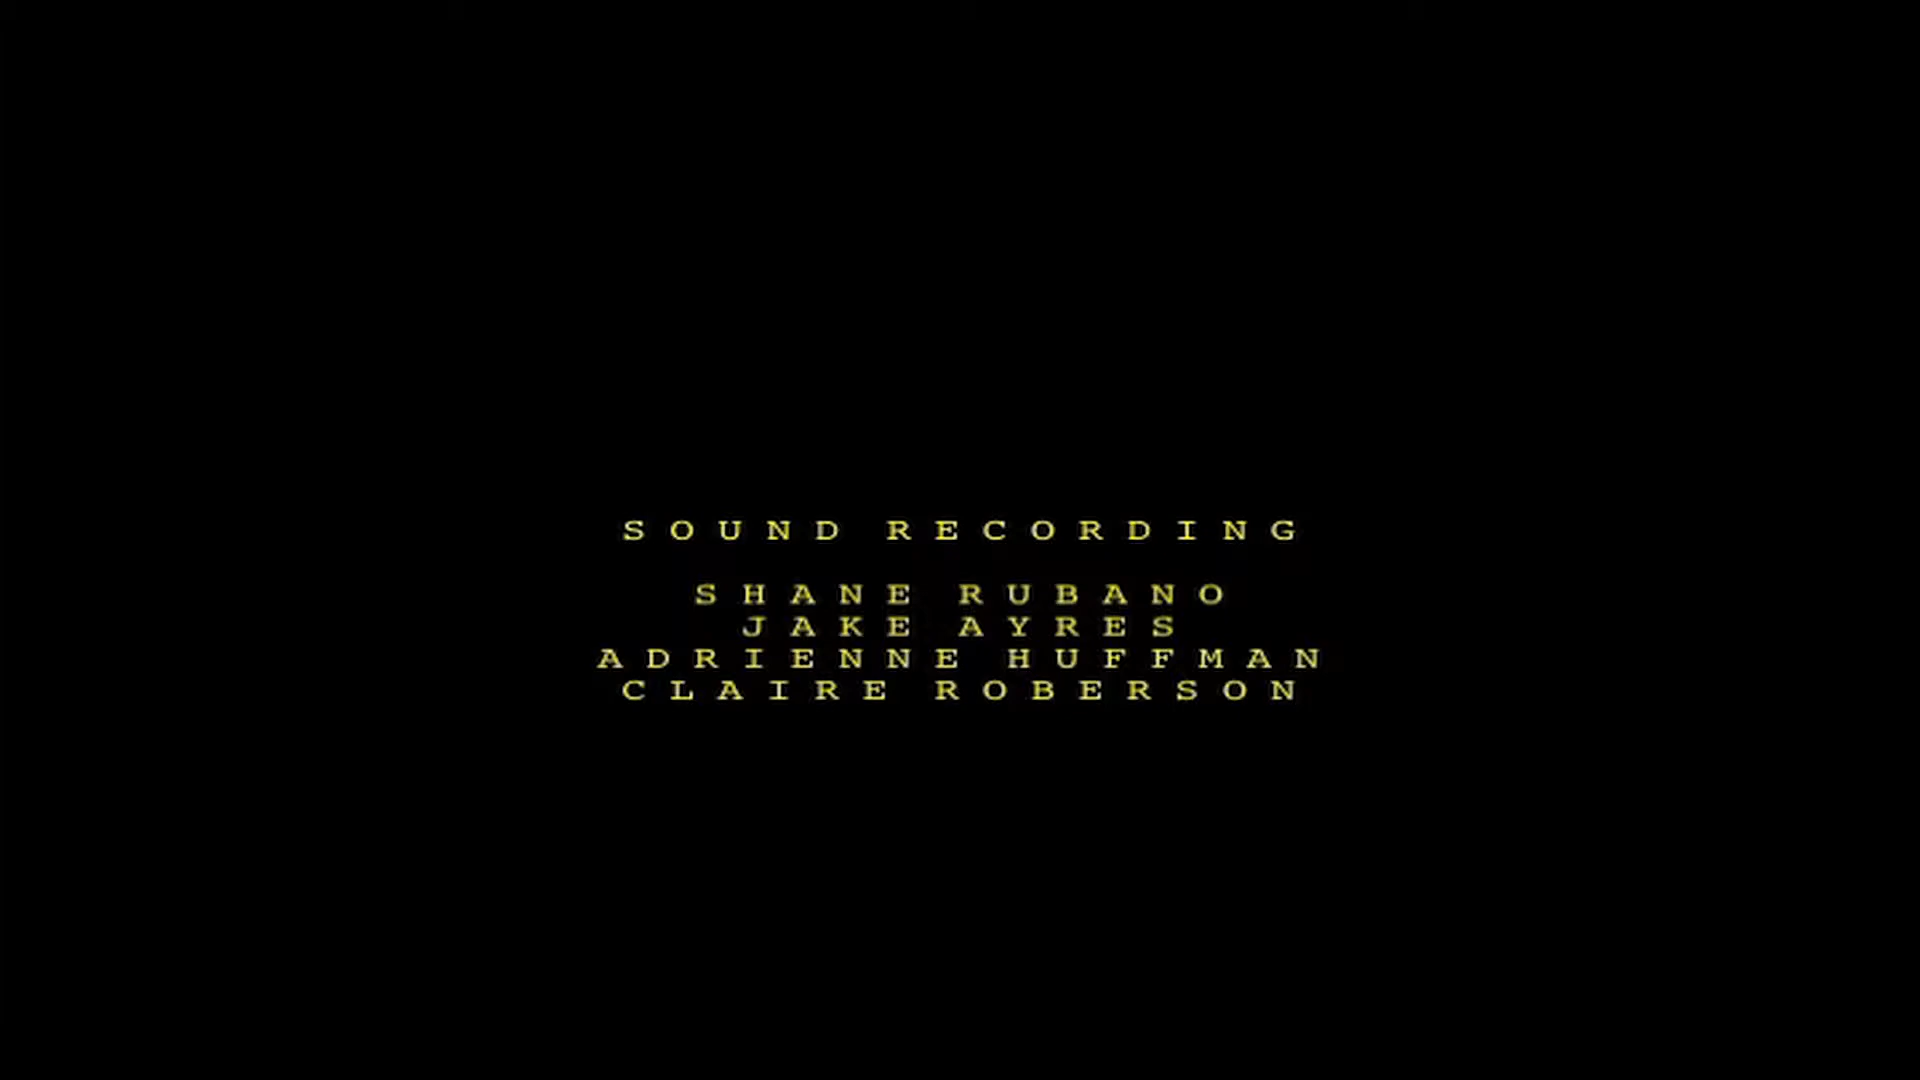 SOUND RECORDING
SHANE RUBANO
JAKE AYRES
ADRIENNE HUFFMAN
CLAIRE ROBERSON